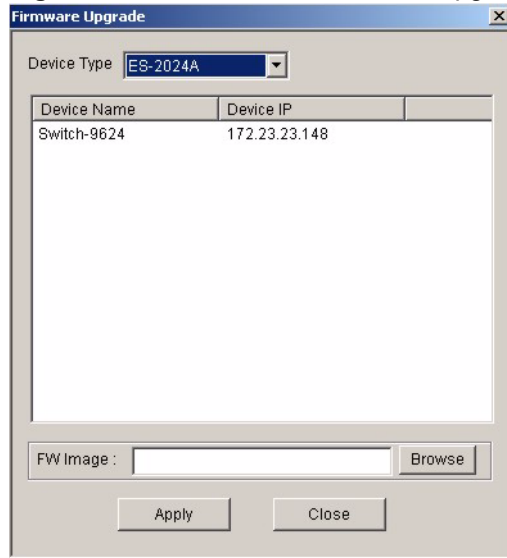 Firmware Upgrade
Device Type ES-2024A
Device Name Device IP
Switch-9624 172.23.23.148
FW Image : Browse
Apply Close